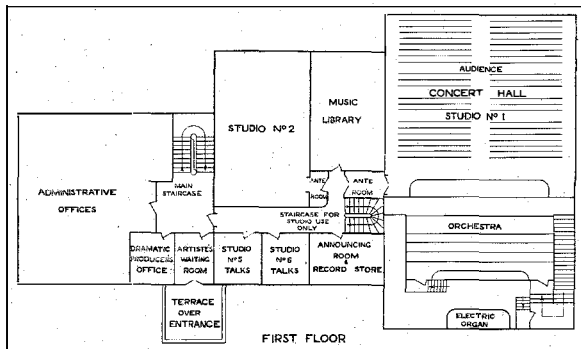 AUDIENCE
CONCERT HALL
STUDIO Nº 1
MUSIC
LIBRARY
STUDIO Nº 2
ADMINISTRATIVE
OFFICES
MAIN
STAIRCASE
ANTE
ROOM
ANTE
ROOM
STAIRCASE FOR
STUDIO USE
ONLY
ORCHESTRA
DRAMATIC
PRODUCERS
OFFICE
ARTISTE'S
WAITING
ROOM
STUDIO
Nº 5
TALKS
STUDIO
Nº 6
TALKS
ANNOUNCING
ROOM
&
RECORD STORE
TERRACE
OVER
ENTRANCE
ELECTRIC
ORGAN
FIRST FLOOR